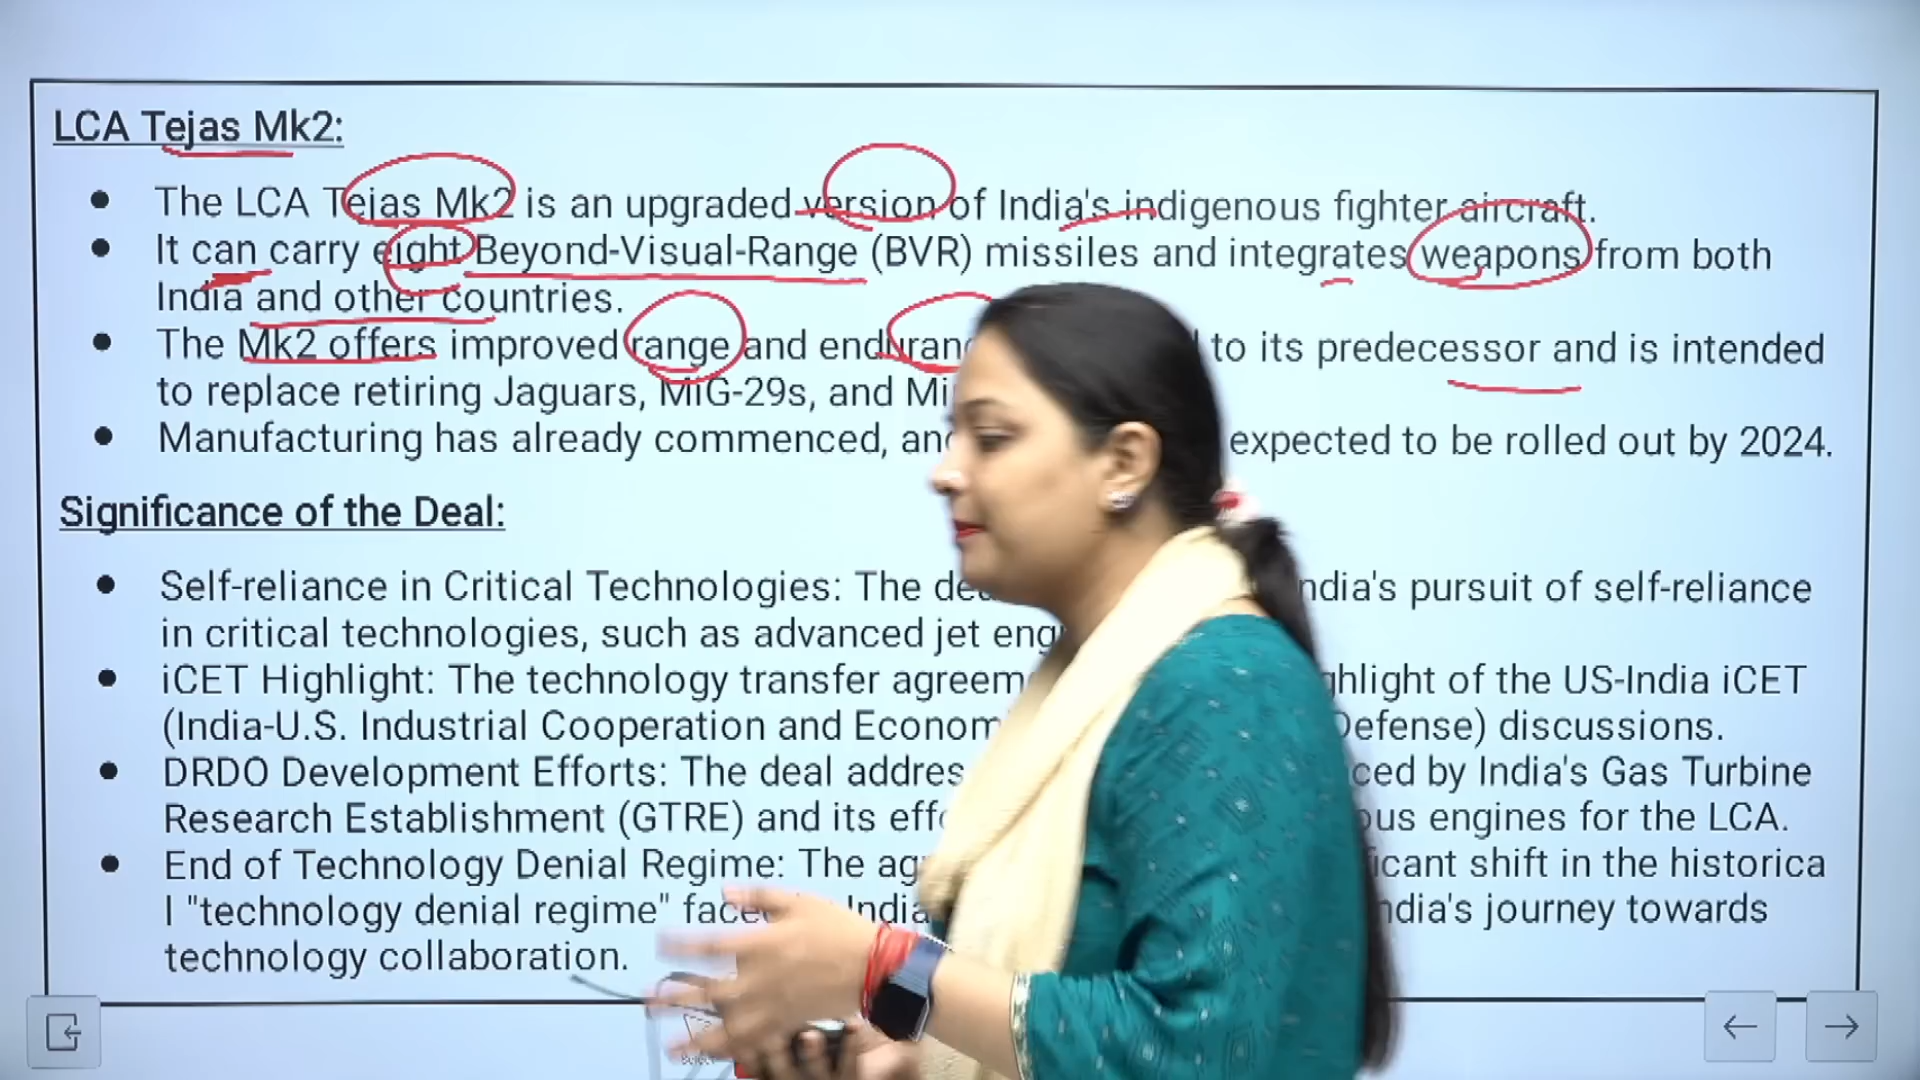 LCA Tejas Mk2:
The LCA Tejas Mk2 is an upgraded version of India's indigenous fighter aircraft.
It can carry eight Beyond-Visual-Range (BVR) missiles and integrates weapons from both
India and other countries.
The Mk2 offers improved range and to its predecessor and is intended
to replace retiring Jaguars, MiG-29s, and
Manufacturing has already commenced, expected to be rolled out by 2024.
Significance of the Deal:
Self-reliance in Critical Technologies: The India's pursuit of self-reliance
in critical technologies, such as advanced jet
iCET Highlight: The technology transfer of the US-India iCET
(India-U.S. Industrial Cooperation and Defense) discussions.
DRDO Development Efforts: The deal by India's Gas Turbine
Research Establishment (GTRE) and its engines for the LCA.
End of Technology Denial Regime: The shift in the historica
l "technology denial regime" India's journey towards
technology collaboration.